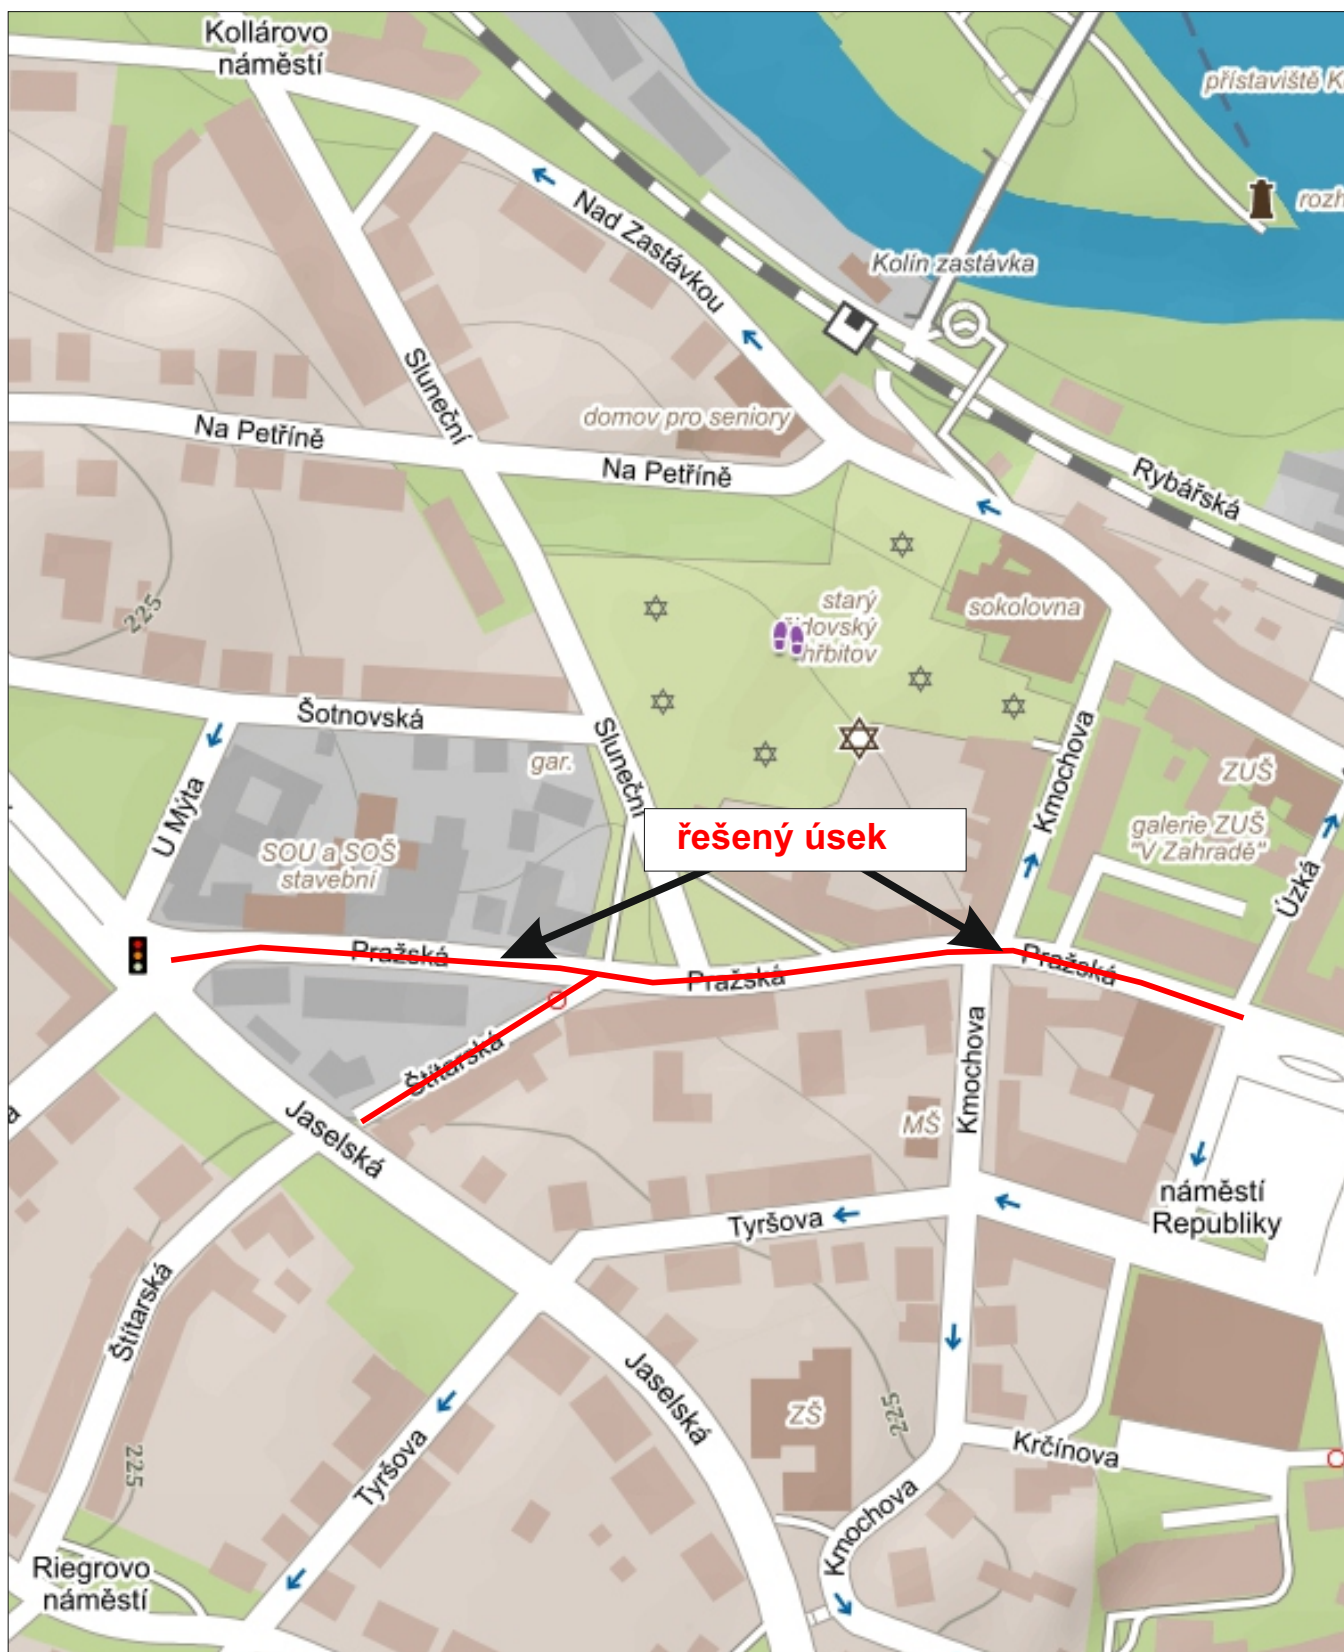 Kollárovo
náměstí
přístaviště K
rozh
Nad Zastávkou
Kolín zastávka
Sluneční
domov pro seniory
Na Petříně
Na Petříně
Rybářská
225
starý
židovský
hřbitov
sokolovna
Šotnovská
Sluneční
gar.
Kmochova
ZUŠ
galerie ZUŠ
"V Zahradě"
U Mýta
SOU a SOŠ
stavební
řešený úsek
Úzká
Pražská
Pražská
Pražská
Štítarská
Kmochova
a
Jaselská
MŠ
náměstí
Republiky
Tyršova
Štítarská
Jaselská
ZŠ
225
225
Tyršova
Krčínova
Kmochova
Riegrovo
náměstí